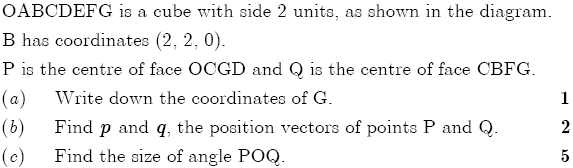 OABCDEFG is a cube with side 2 units, as shown in the diagram.
B has coordinates (2, 2, 0).
P is the centre of face OCGD and Q is the centre of face CBFG.
(a) Write down the coordinates of G. 1
(b) Find p and q, the position vectors of points P and Q. 2
(c) Find the size of angle POQ. 5